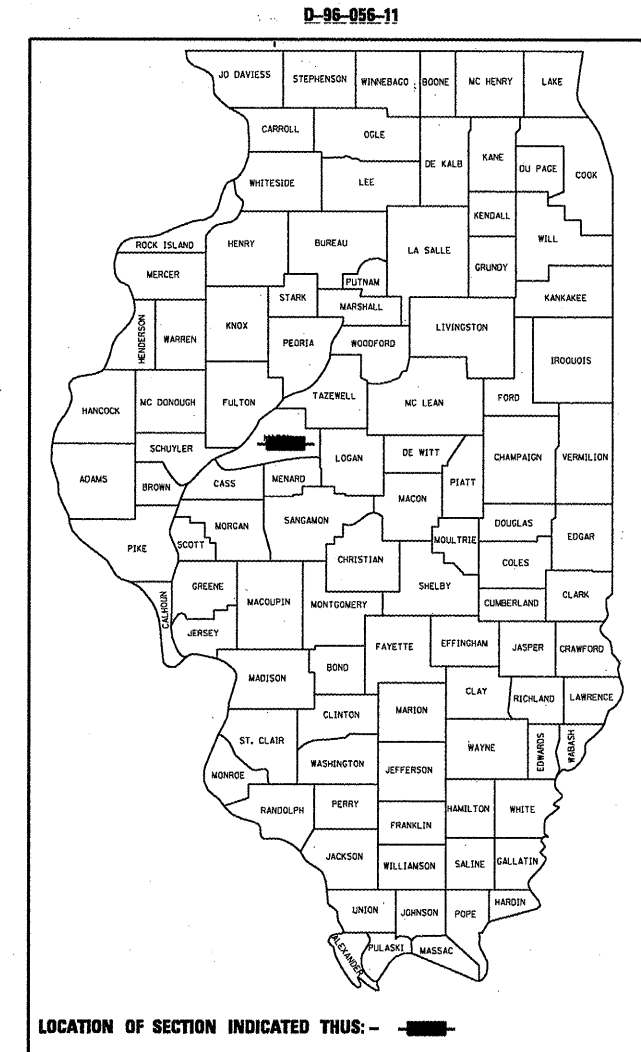 D-96-056-11
JO DAVIESS STEPHENSON WINNEBAGO BOONE MC HENRY LAKE
CARROLL OGLE
DE KALB KANE DU PAGE COOK
WHITESIDE LEE
KENDALL
ROCK ISLAND HENRY BUREAU LA SALLE WILL
MERCER PUTNAM GRUNDY
STARK MARSHALL KANKAKEE
HENDERSON WARREN KNOX PEORIA WOODFORD LIVINGSTON IROQUOIS
HANCOCK MC DONOUGH FULTON TAZEWELL MC LEAN FORD
SCHUYLER LOGAN DE WITT CHAMPAIGN VERMILION
ADAMS BROWN CASS MENARD PIATT
MACON
MORGAN SANGAMON DOUGLAS EDGAR
PIKE SCOTT CHRISTIAN MOULTRIE COLES
GREENE MACOUPIN MONTGOMERY SHELBY CUMBERLAND CLARK
CALHOUN JERSEY
FAYETTE EFFINGHAM JASPER CRAWFORD
MADISON BOND
CLINTON MARION CLAY RICHLAND LAWRENCE
ST. CLAIR WASHINGTON JEFFERSON WAYNE EDWARDS WABASH
MONROE
RANDOLPH PERRY HAMILTON WHITE
FRANKLIN
JACKSON WILLIAMSON SALINE GALLATIN
UNION JOHNSON POPE HARDIN
ALEXANDER PULASKI MASSAC
LOCATION OF SECTION INDICATED THUS: -